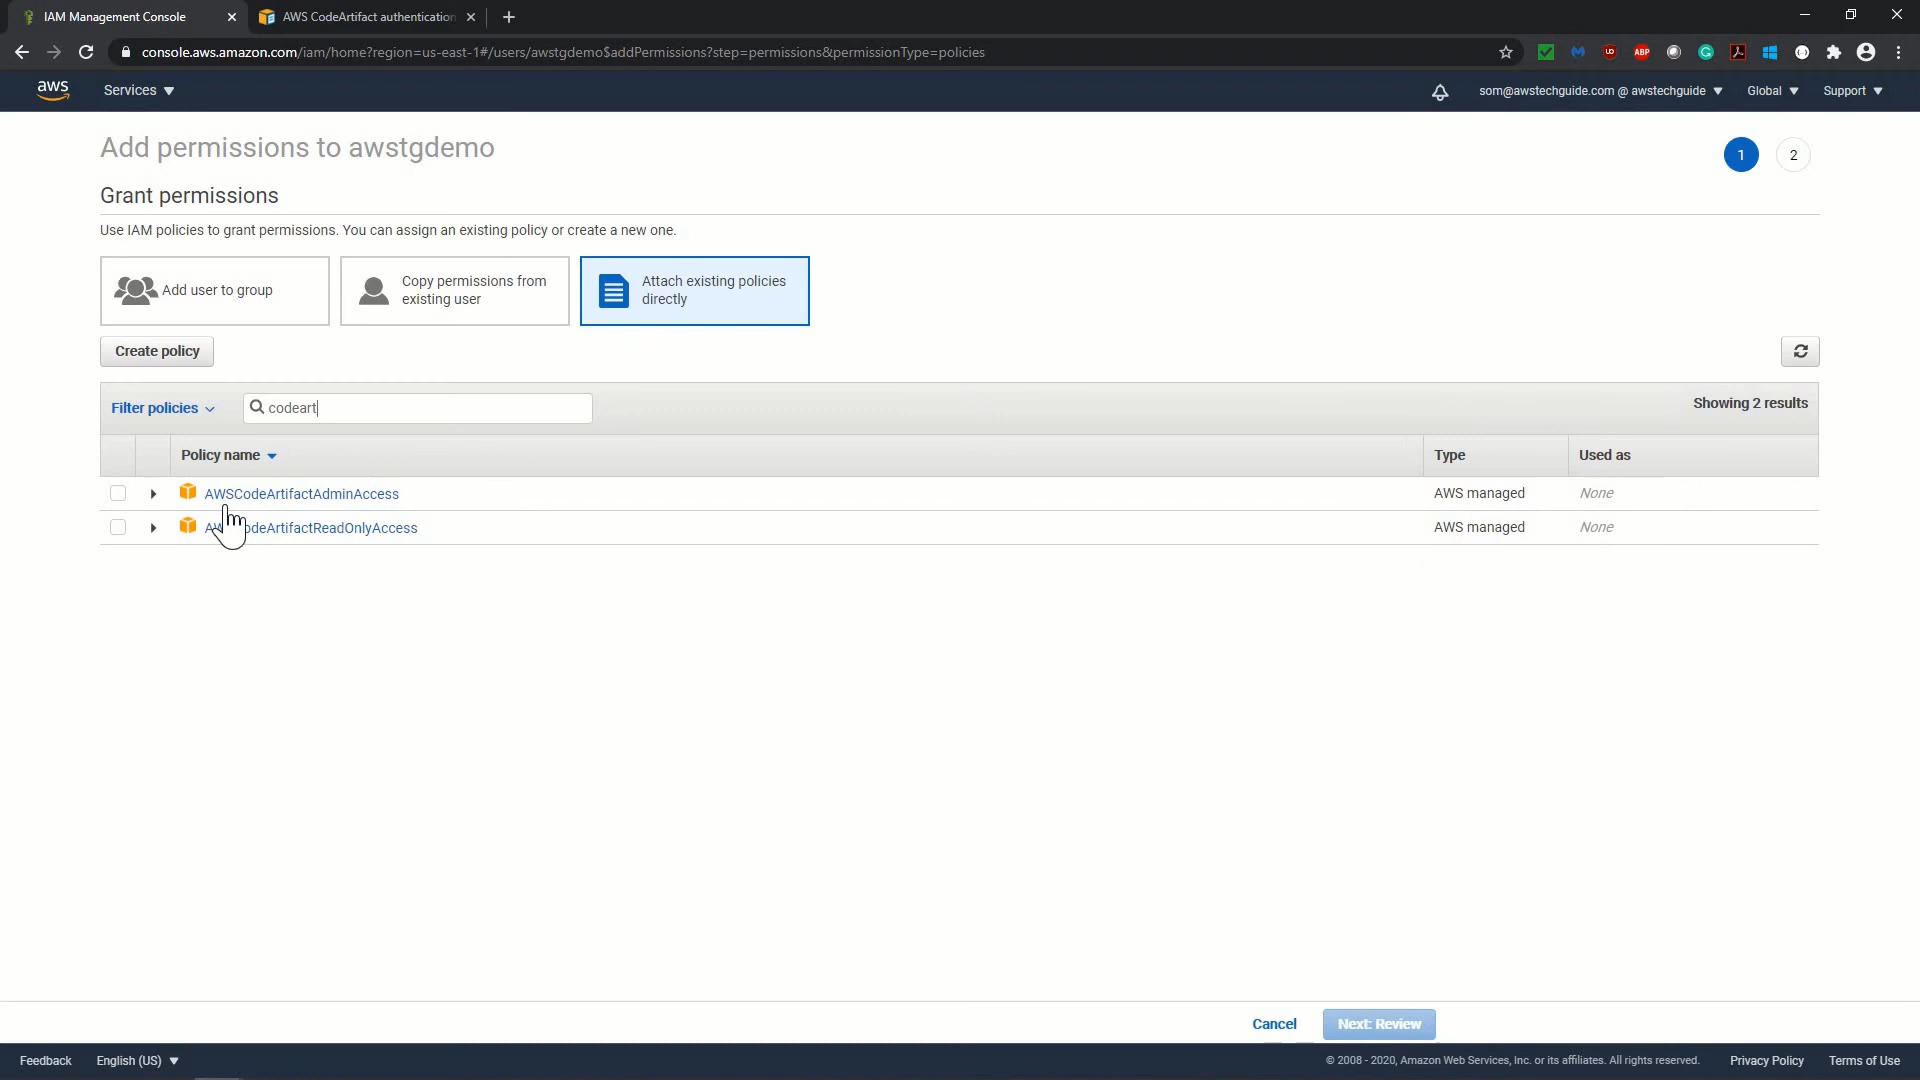 IAM Management Console
AWS CodeArtifact authentication
console.aws.amazon.com/iam/home?region=us-east-1#/users/awstgdemo$addPermissions?step=permissions&permissionType=policies
ABP
aws
Services
som@awstechguide.com @ awstechguide
Global
Support
Add permissions to awstgdemo
1
2
Grant permissions
Use IAM policies to grant permissions. You can assign an existing policy or create a new one.
Add user to group
Copy permissions from
existing user
Attach existing policies
directly
Create policy
Filter policies
codeart
Showing 2 results
Policy name
Type
Used as
AWSCodeArtifactAdminAccess
AWS managed
None
AWSCodeArtifactReadOnlyAccess
AWS managed
None
Cancel
Next: Review
Feedback
English (US)
© 2008 - 2020, Amazon Web Services, Inc. or its affiliates. All rights reserved.
Privacy Policy
Terms of Use